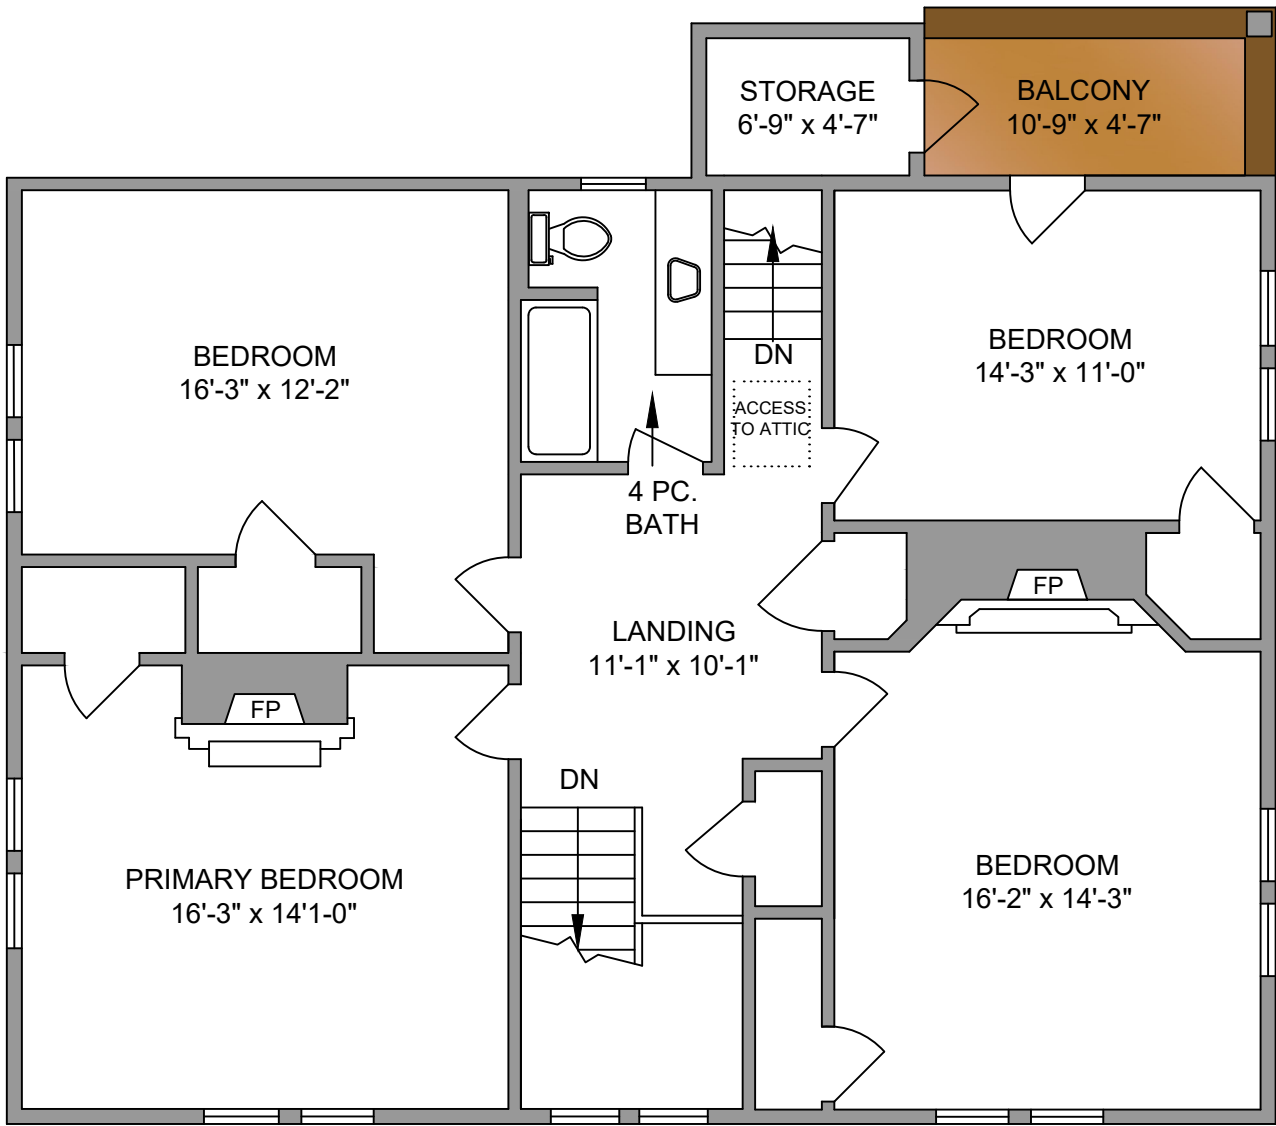 STORAGE
6'-9" x 4'-7"
BALCONY
10'-9" x 4'-7"
BEDROOM
16'-3" x 12'-2"
DN
ACCESS
TO ATTIC
BEDROOM
14'-3" x 11'-0"
4 PC.
BATH
FP
LANDING
11'-1" x 10'-1"
FP
DN
PRIMARY BEDROOM
16'-3" x 14'1-0"
BEDROOM
16'-2" x 14'-3"